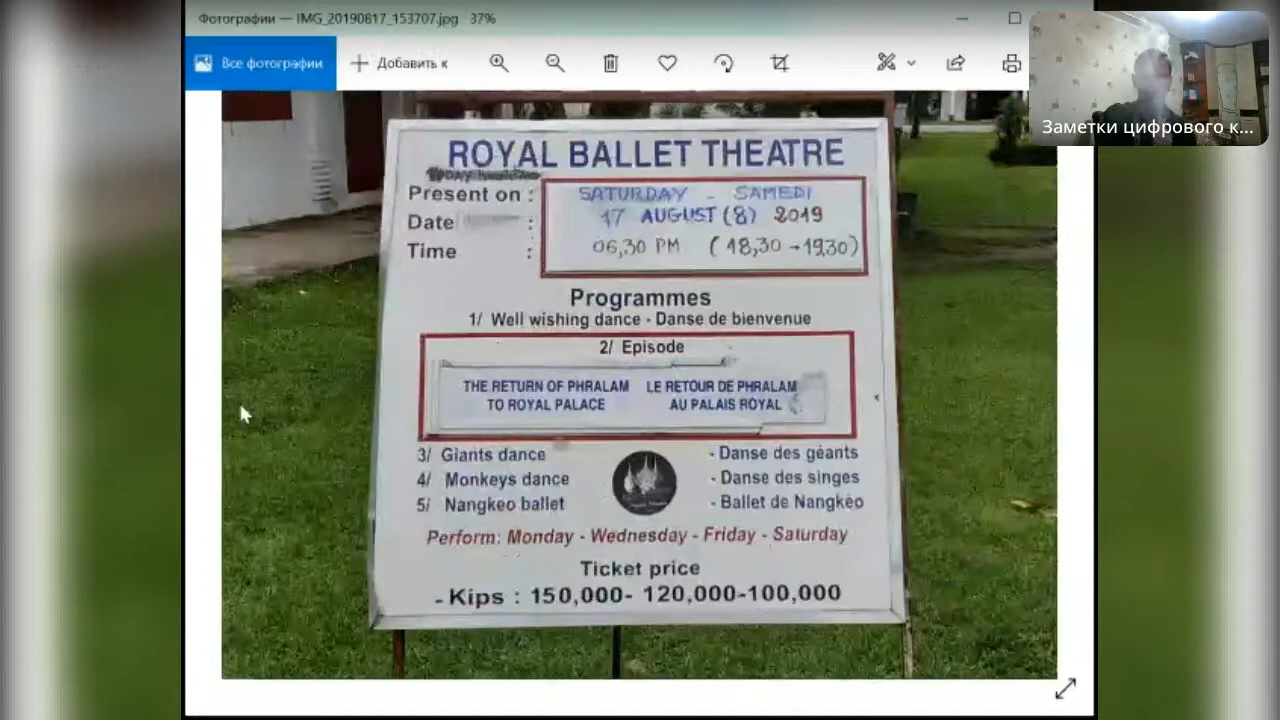 Фотографии — IMG_20190817_153707.jpg 37%
Все фотографии
Добавить к
Заметки цифрового к...
ROYAL BALLET THEATRE
Present on :
SATURDAY - SAMEDI
Date :
17 AUGUST (8) 2019
Time :
06,30 PM (18,30 → 19,30)
Programmes
1/ Well wishing dance - Danse de bienvenue
2/ Episode
THE RETURN OF PHRALAM LE RETOUR DE PHRALAM
TO ROYAL PALACE AU PALAIS ROYAL
3/ Giants dance - Danse des géants
4/ Monkeys dance - Danse des singes
5/ Nangkeo ballet - Ballet de Nangkéo
Perform: Monday - Wednesday - Friday - Saturday
Ticket price
- Kips : 150,000- 120,000-100,000